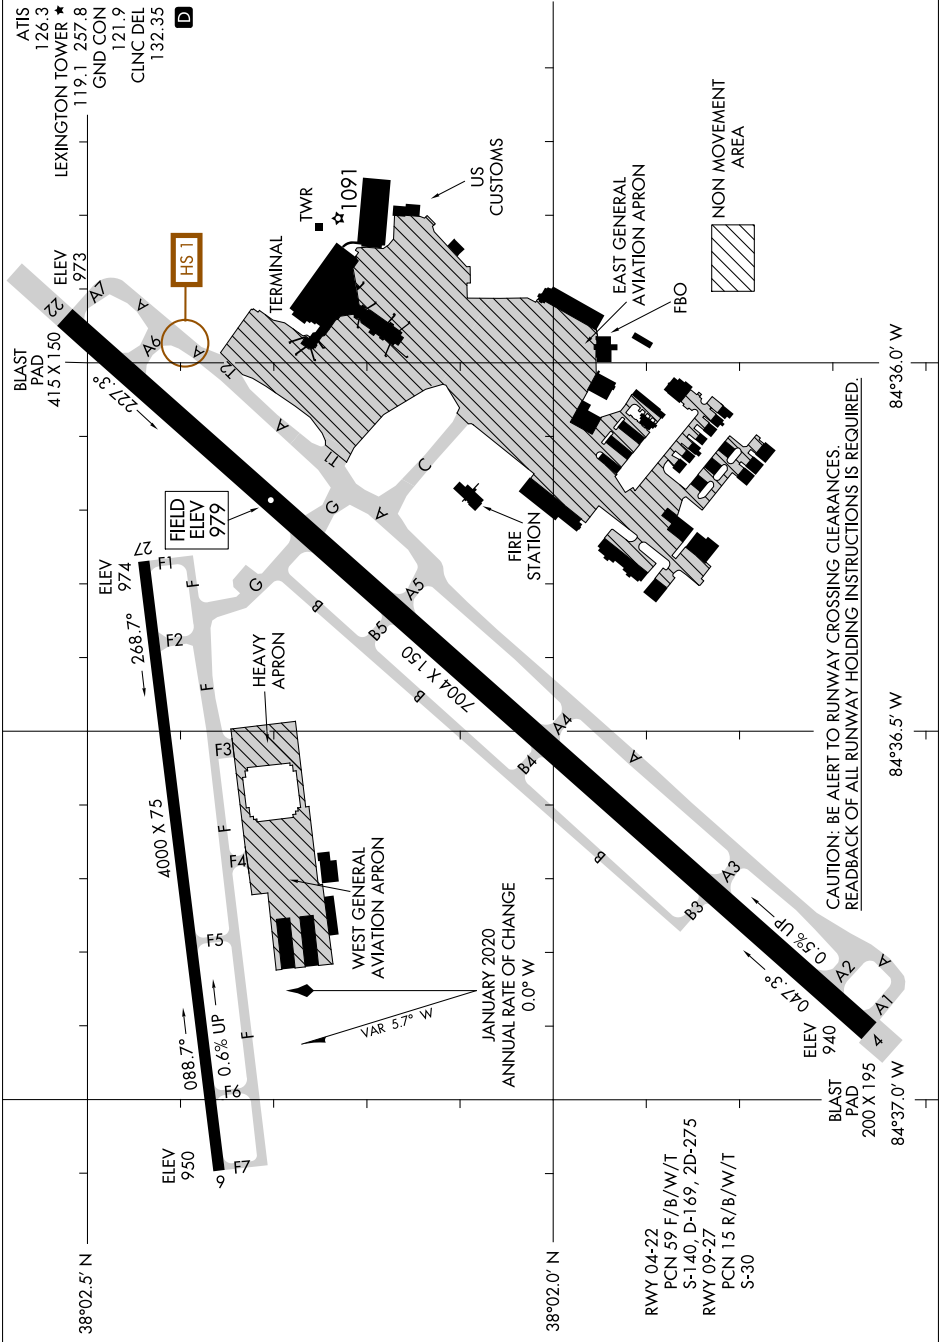 ATIS
126.3
LEXINGTON TOWER ★
119.1 257.8
GND CON
121.9
CLNC DEL
132.35
D
BLAST
PAD
415 X 150
ELEV
973
22
A7
A
HS 1
A6
A
227.3°
TWR
1091
TERMINAL
US
CUSTOMS
T2
A
T1
EAST GENERAL
AVIATION APRON
FBO
NON MOVEMENT
AREA
FIELD
ELEV
979
C
G
A
FIRE
STATION
ELEV
974
27
F1
F
G
B
A5
B5
268.7°
F2
F
HEAVY
APRON
7004 X 150
B
A4
B4
A
F3
4000 X 75
F
F4
B
A3
B3
F5
WEST GENERAL
AVIATION APRON
0.5% UP
047.3°
A2
A
A1
4
ELEV
940
BLAST
PAD
200 X 195
088.7°
0.6% UP
F
F6
ELEV
950
9
F7
VAR 5.7° W
JANUARY 2020
ANNUAL RATE OF CHANGE
0.0° W
CAUTION: BE ALERT TO RUNWAY CROSSING CLEARANCES.
READBACK OF ALL RUNWAY HOLDING INSTRUCTIONS IS REQUIRED.
84°36.0' W
84°36.5' W
84°37.0' W
38°02.5' N
38°02.0' N
RWY 04-22
PCN 59 F/B/W/T
S-140, D-169, 2D-275
RWY 09-27
PCN 15 R/B/W/T
S-30